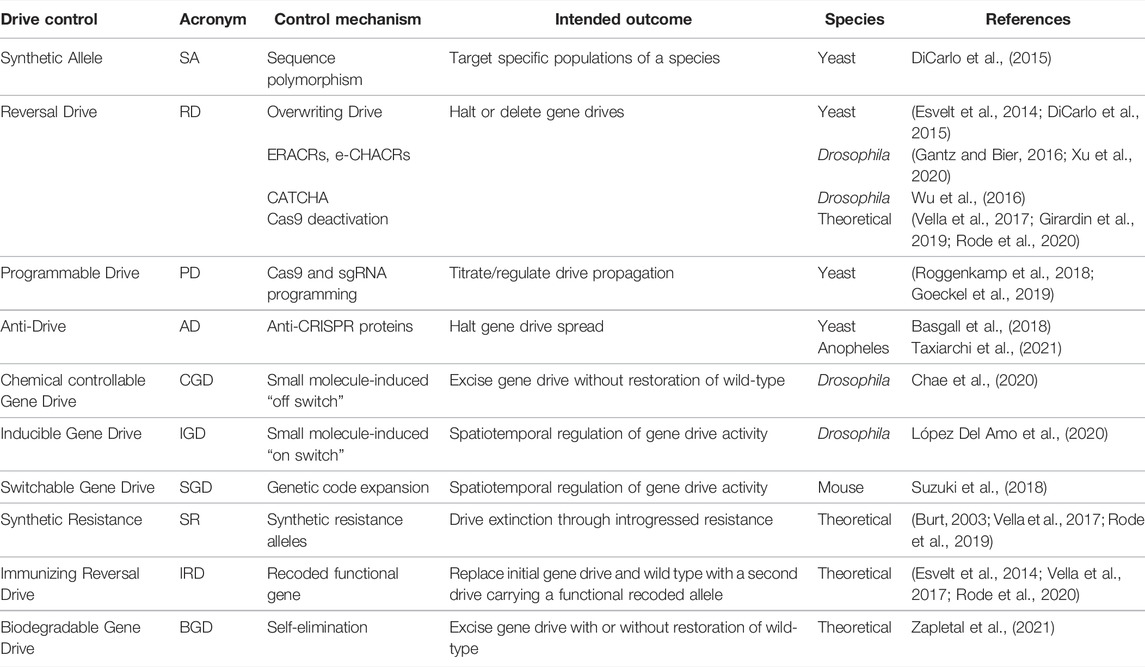 Drive control Acronym Control mechanism Intended outcome Species References
Synthetic Allele SA Sequence Target specific populations of a species Yeast DiCarlo et al., (2015)
polymorphism
Reversal Drive RD Overwriting Drive Halt or delete gene drives Yeast (Esvelt et al., 2014; DiCarlo et al.,
2015)
ERACRs, e-CHACRs Drosophila (Gantz and Bier, 2016; Xu et al.,
2020)
CATCHA Drosophila Wu et al., (2016)
Cas9 deactivation Theoretical (Vella et al., 2017; Girardin et al.,
2019; Rode et al., 2020)
Programmable Drive PD Cas9 and sgRNA Titrate/regulate drive propagation Yeast (Roggenkamp et al., 2018;
programming Goeckel et al., 2019)
Anti-Drive AD Anti-CRISPR proteins Halt gene drive spread Yeast Basgall et al., (2018)
Anopheles Taxiarchi et al., (2021)
Chemical controllable CGD Small molecule-induced Excise gene drive without restoration of wild-type Drosophila Chae et al., (2020)
Gene Drive "off switch"
Inducible Gene Drive IGD Small molecule-induced Spatiotemporal regulation of gene drive activity Drosophila López Del Amo et al., (2020)
"on switch"
Switchable Gene Drive SGD Genetic code expansion Spatiotemporal regulation of gene drive activity Mouse Suzuki et al., (2018)
Synthetic Resistance SR Synthetic resistance Drive extinction through introgressed resistance Theoretical (Burt, 2003; Vella et al., 2017; Rode
alleles et al., 2019)
Immunizing Reversal IRD Recoded functional Replace initial gene drive and wild type with a second Theoretical (Esvelt et al., 2014; Vella et al.,
Drive gene drive carrying a functional recoded allele 2017; Rode et al., 2020)
Biodegradable Gene BGD Self-elimination Excise gene drive with or without restoration of wild- Theoretical Zapletal et al., (2021)
Drive type